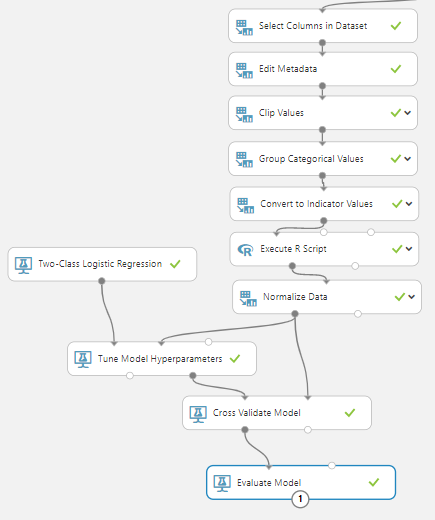 Select Columns in Dataset
Edit Metadata
Clip Values
Group Categorical Values
Convert to Indicator Values
R Execute R Script
Two-Class Logistic Regression
Normalize Data
Tune Model Hyperparameters
Cross Validate Model
Evaluate Model
1